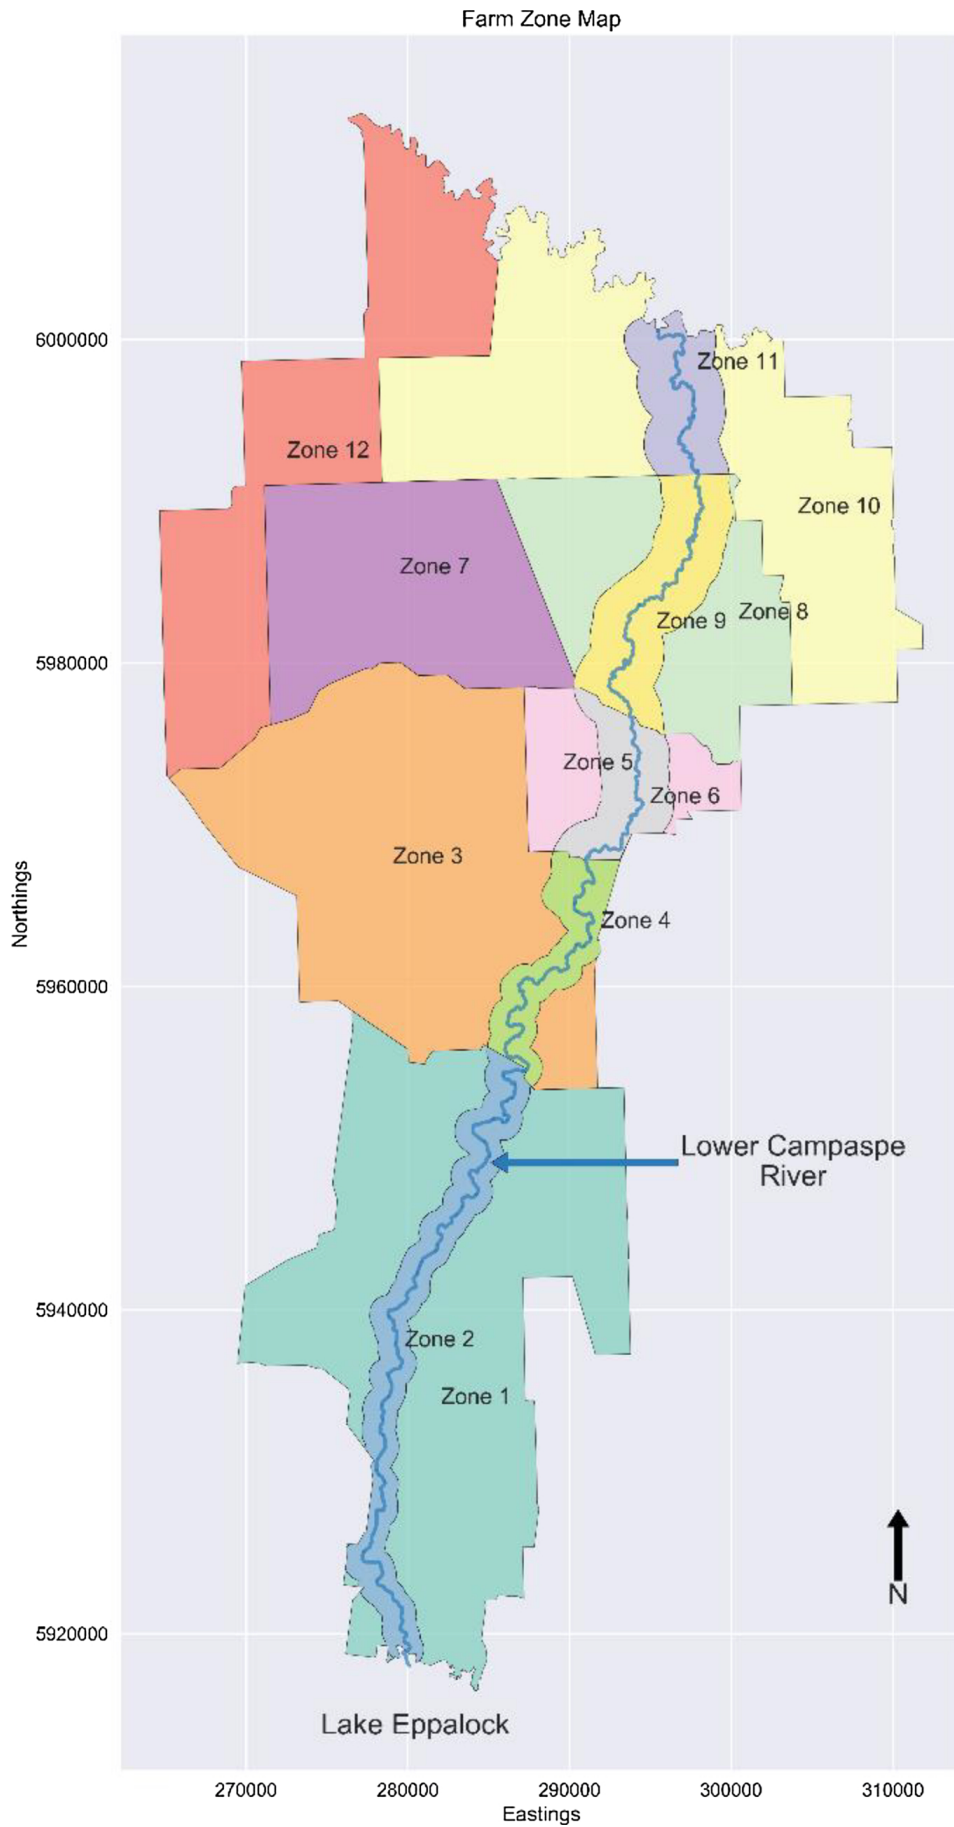 Farm Zone Map
6000000
Zone 11
Zone 12
Zone 10
Zone 7
Zone 8
Zone 9
5980000
Zone 5
Zone 6
Zone 3
Northings
Zone 4
5960000
Lower Campaspe
River
5940000
Zone 2
Zone 1
N
5920000
Lake Eppalock
270000
280000
290000
300000
310000
Eastings